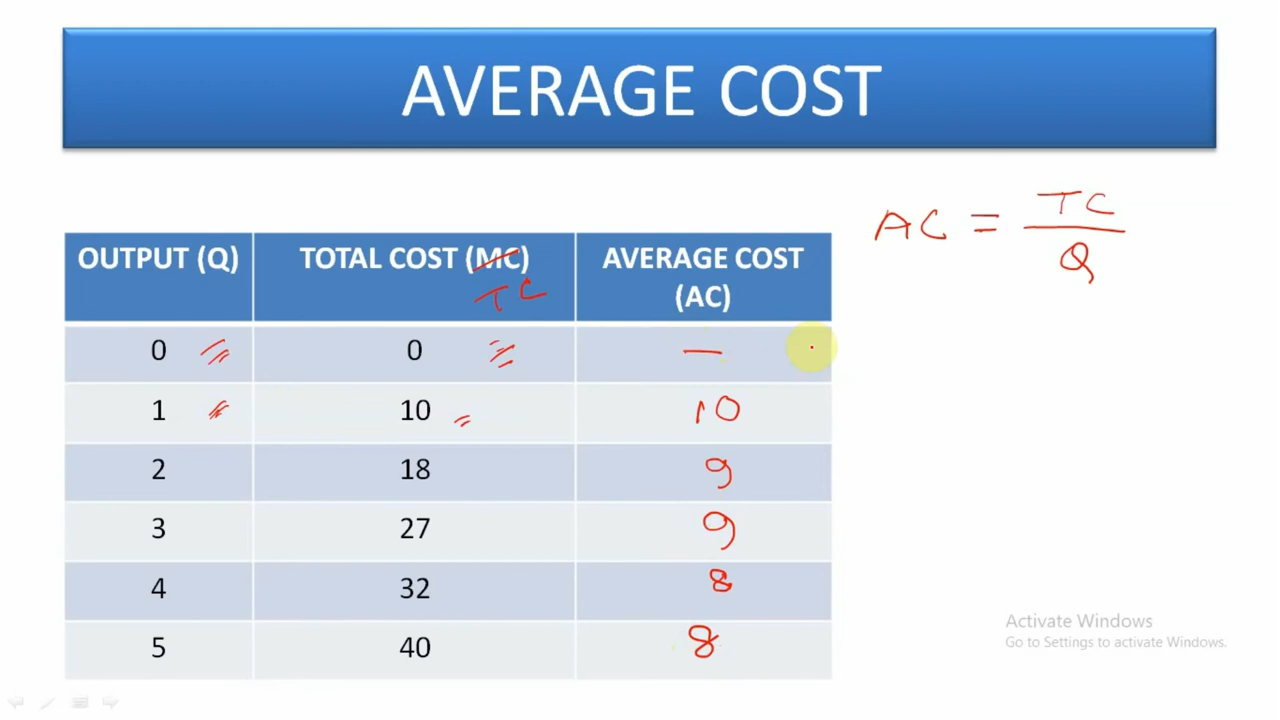 AVERAGE COST
AC = TC
Q
OUTPUT (Q) TOTAL COST (MC) AVERAGE COST
(AC)
TC
0 0 —
1 10 10
2 18 9
3 27 9
4 32 8
5 40 8
Activate Windows
Go to Settings to activate Windows.